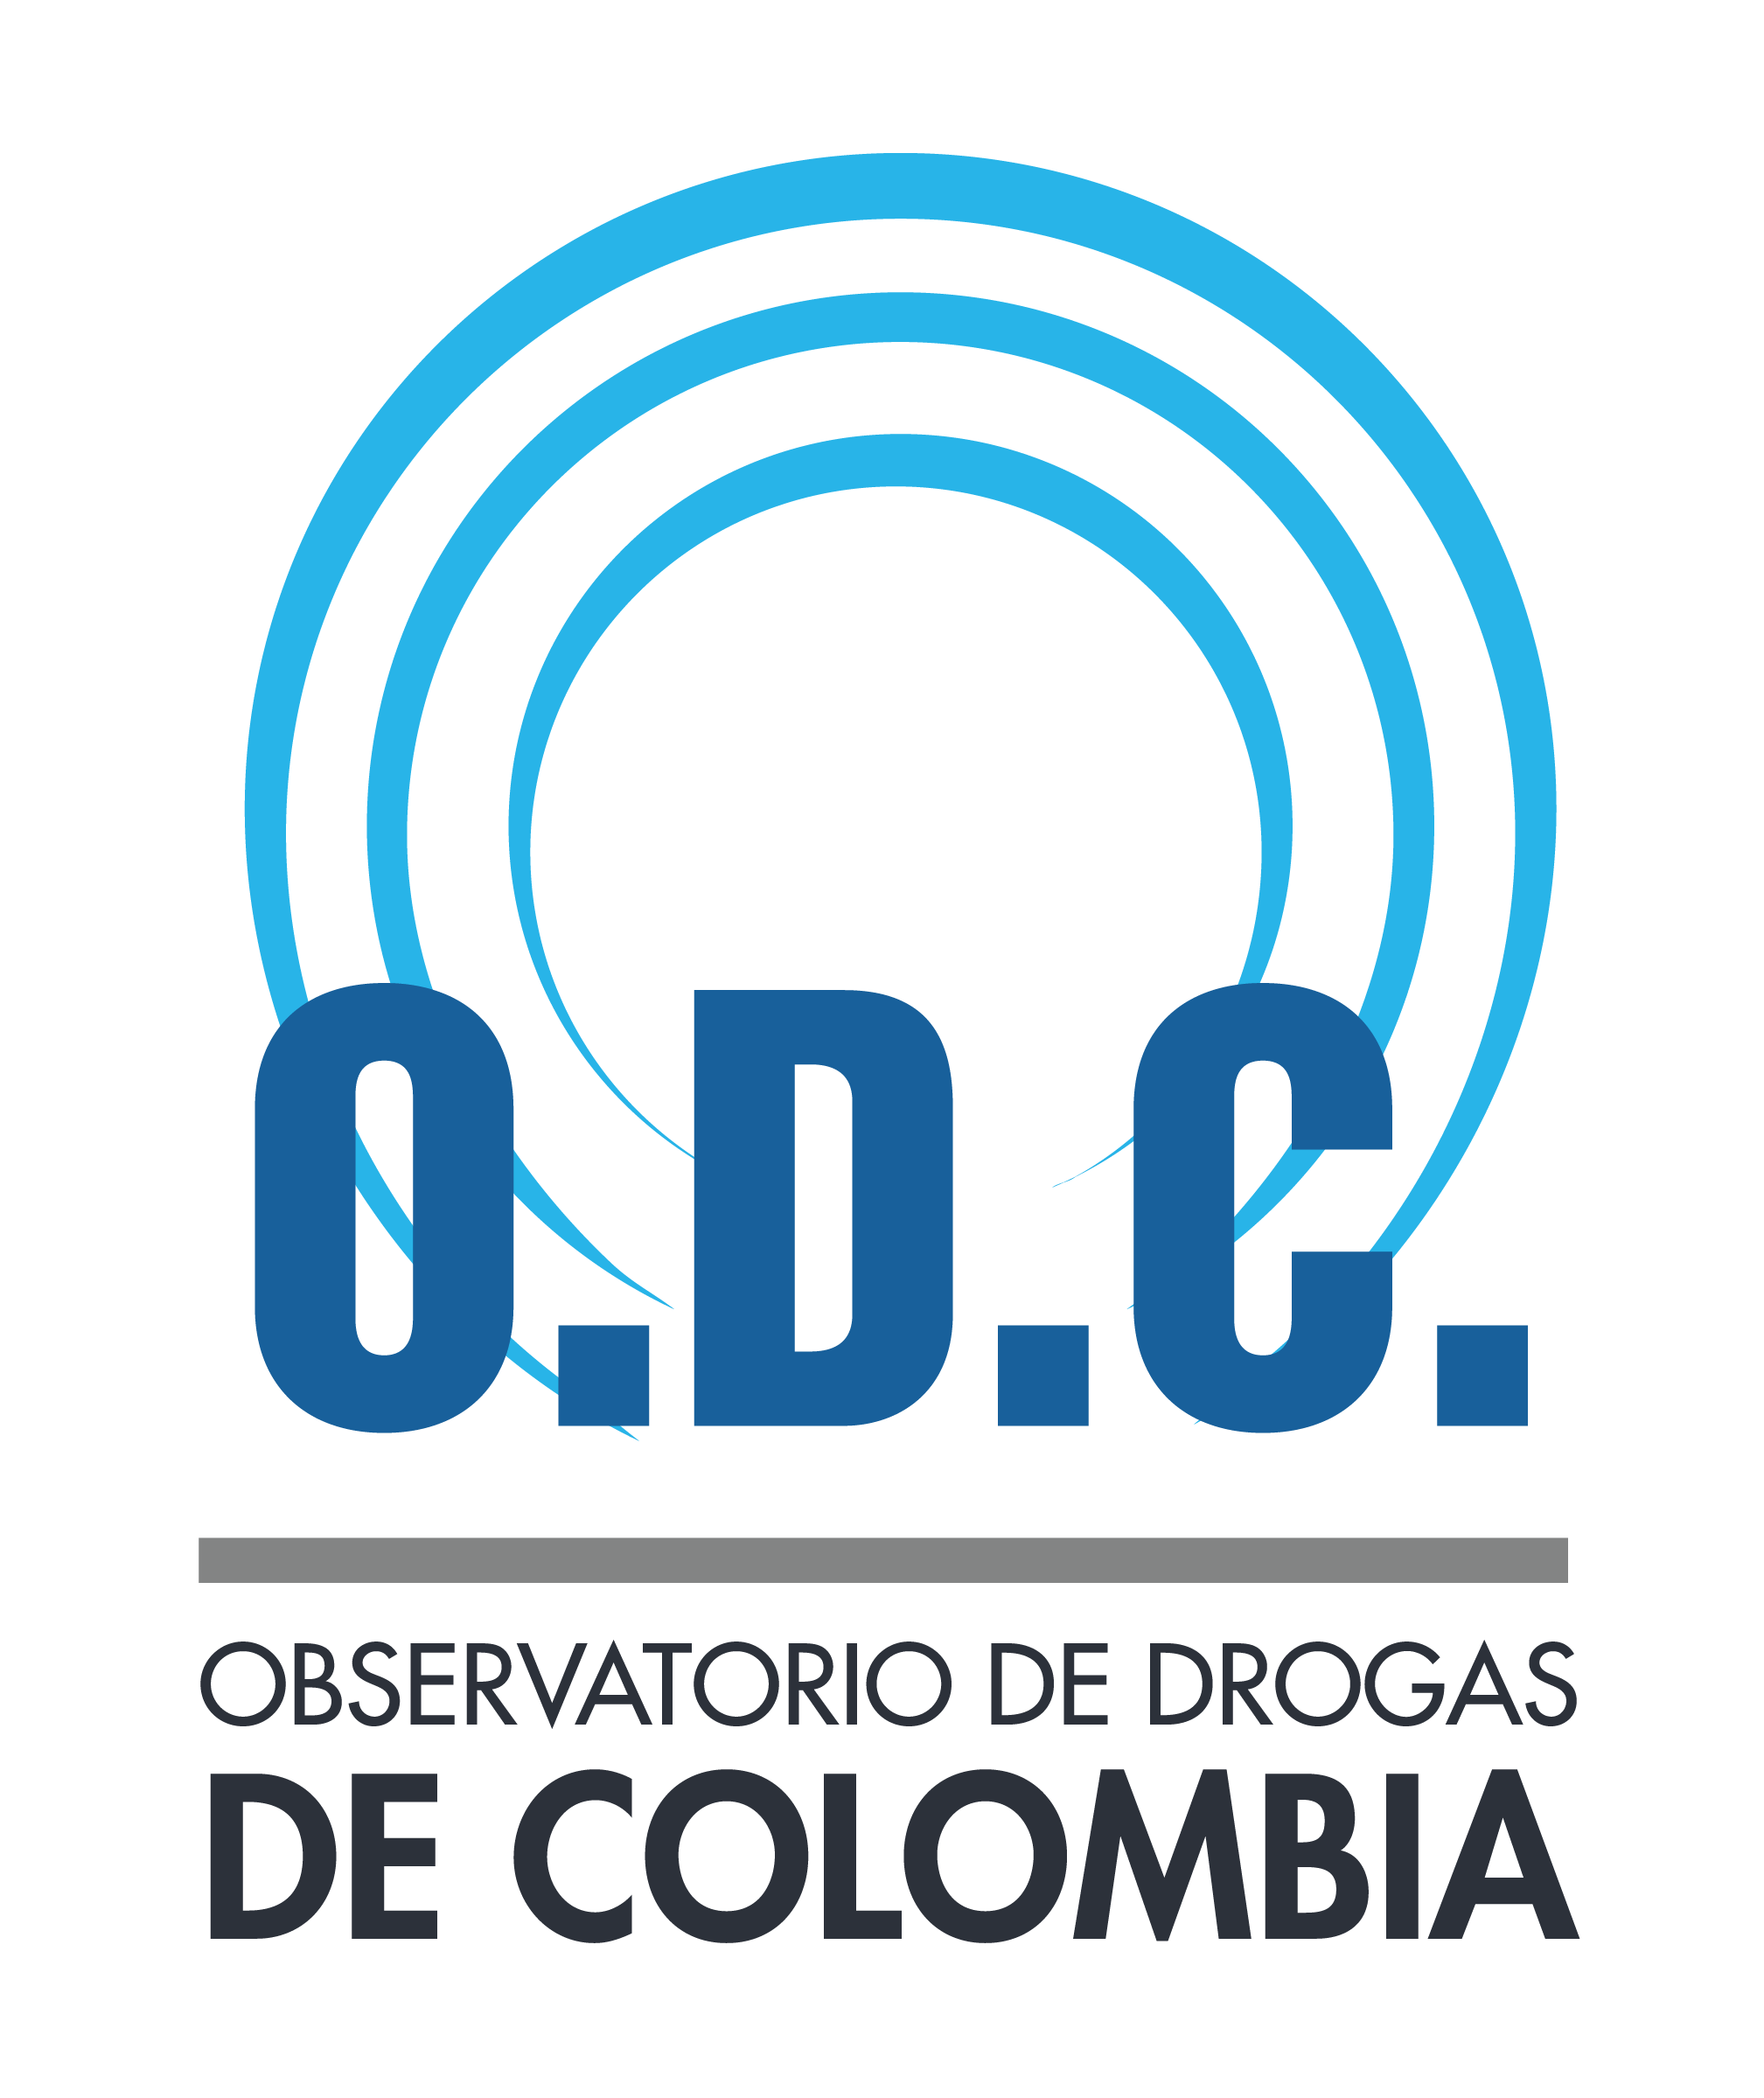 O.D.C.
OBSERVATORIO DE DROGAS
DE COLOMBIA